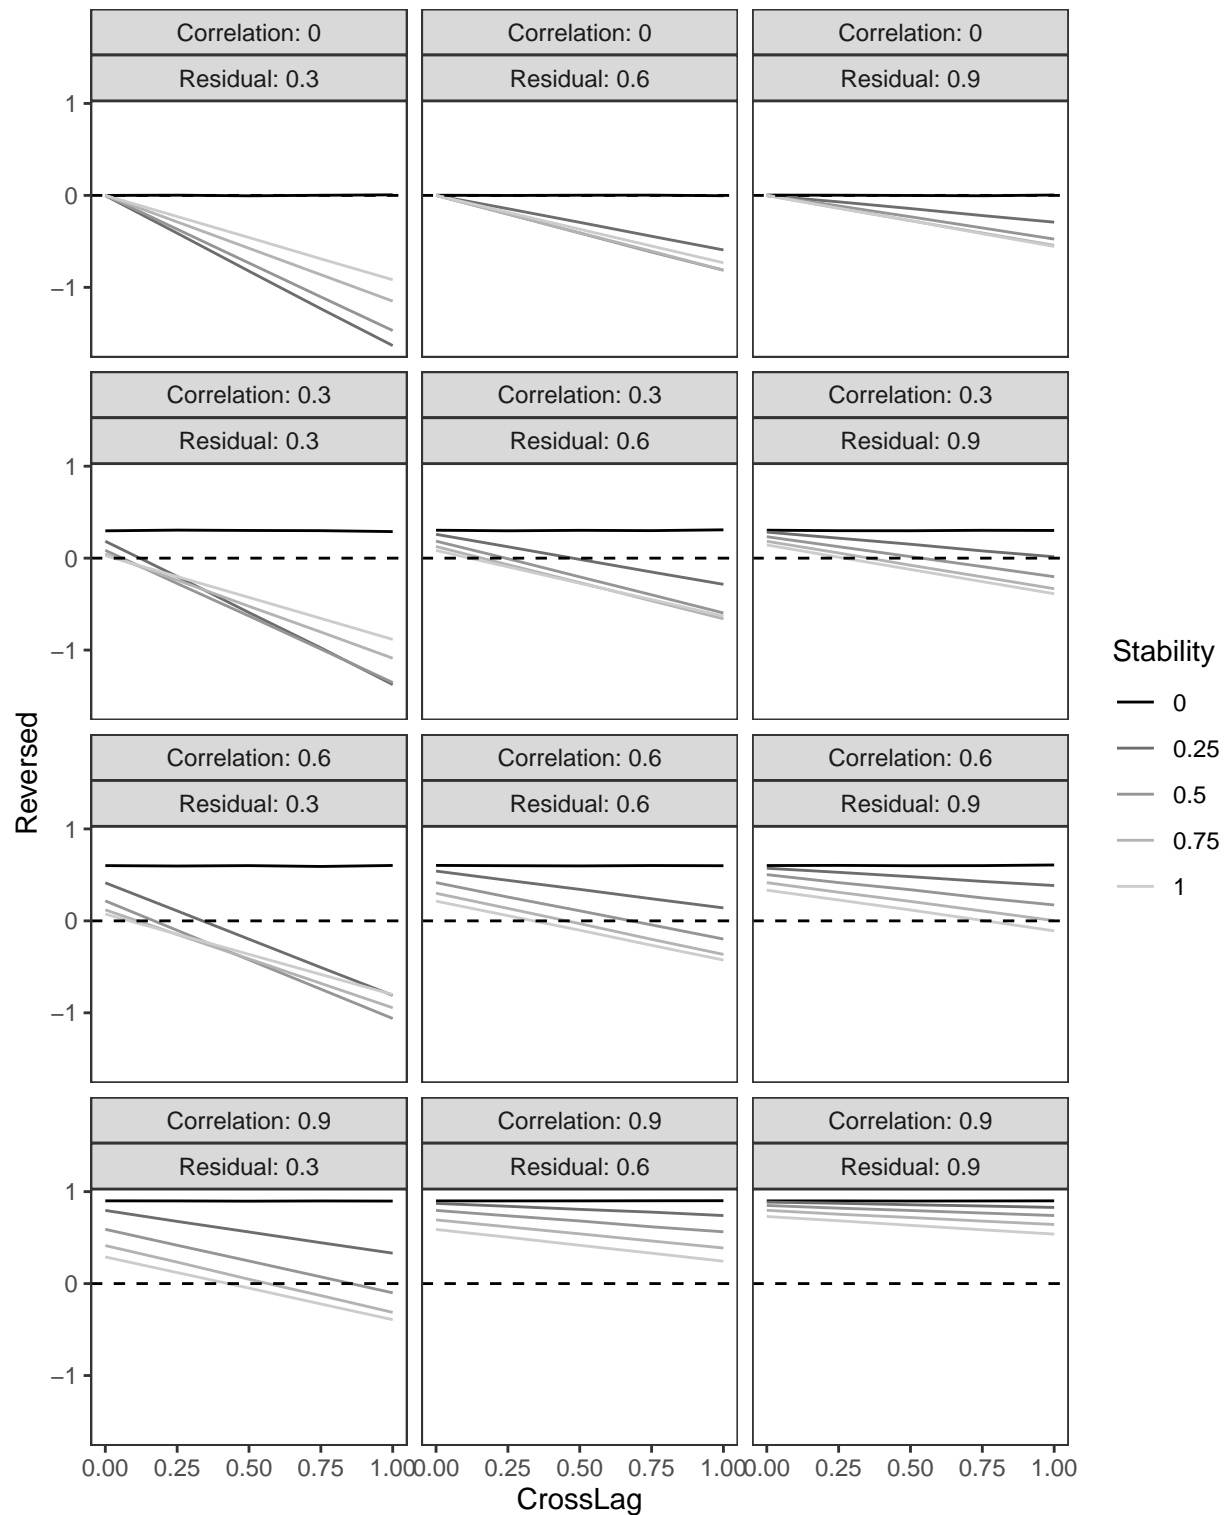 Correlation: 0
Correlation: 0
Correlation: 0
Residual: 0.3
Residual: 0.6
Residual: 0.9
1
0
−1
Correlation: 0.3
Correlation: 0.3
Correlation: 0.3
Residual: 0.3
Residual: 0.6
Residual: 0.9
1
0
−1
Correlation: 0.6
Correlation: 0.6
Correlation: 0.6
Residual: 0.3
Residual: 0.6
Residual: 0.9
1
0
−1
Correlation: 0.9
Correlation: 0.9
Correlation: 0.9
Residual: 0.3
Residual: 0.6
Residual: 0.9
1
0
−1
0.00 0.25 0.50 0.75 1.00
0.00 0.25 0.50 0.75 1.00
0.00 0.25 0.50 0.75 1.00
CrossLag
Reversed
Stability
0
0.25
0.5
0.75
1